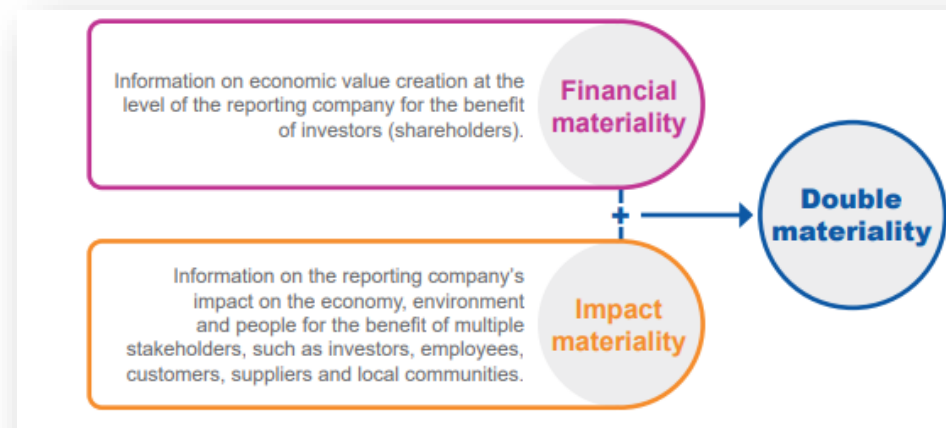 Information on economic value creation at the
level of the reporting company for the benefit
of investors (shareholders).
Financial
materiality
+
Double
materiality
Information on the reporting company’s
impact on the economy, environment
and people for the benefit of multiple
stakeholders, such as investors, employees,
customers, suppliers and local communities.
Impact
materiality